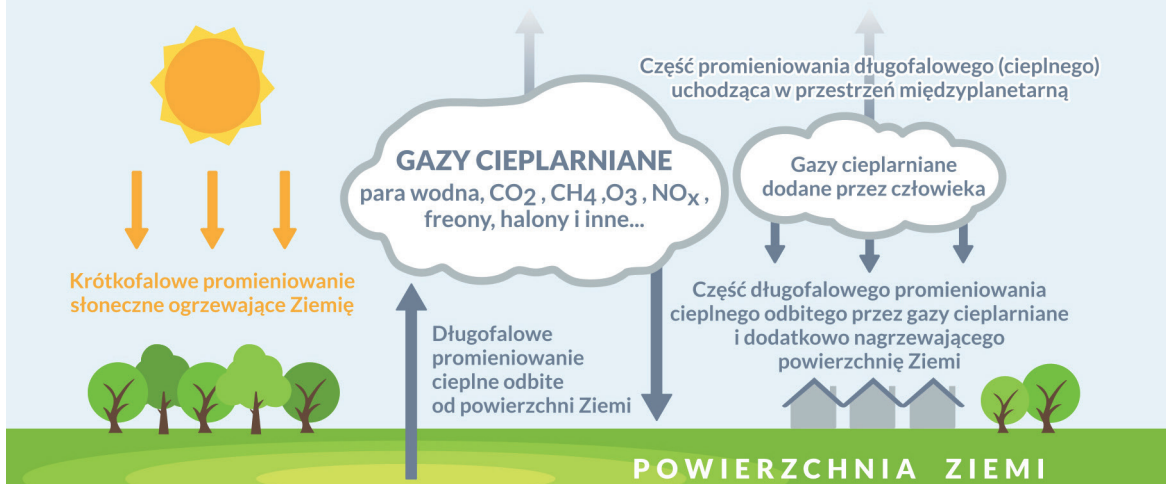 Część promieniowania długofalowego (cieplnego)
uchodząca w przestrzeń międzyplanetarną
GAZY CIEPLARNIANE
para wodna, CO2 , CH4 ,O3 , NOx ,
freony, halony i inne...
Gazy cieplarniane
dodane przez człowieka
Krótkofalowe promieniowanie
słoneczne ogrzewające Ziemię
Długofalowe
promieniowanie
cieplne odbite
od powierzchni Ziemi
Część długofalowego promieniowania
cieplnego odbitego przez gazy cieplarniane
i dodatkowo nagrzewającego
powierzchnię Ziemi
POWIERZCHNIA ZIEMI